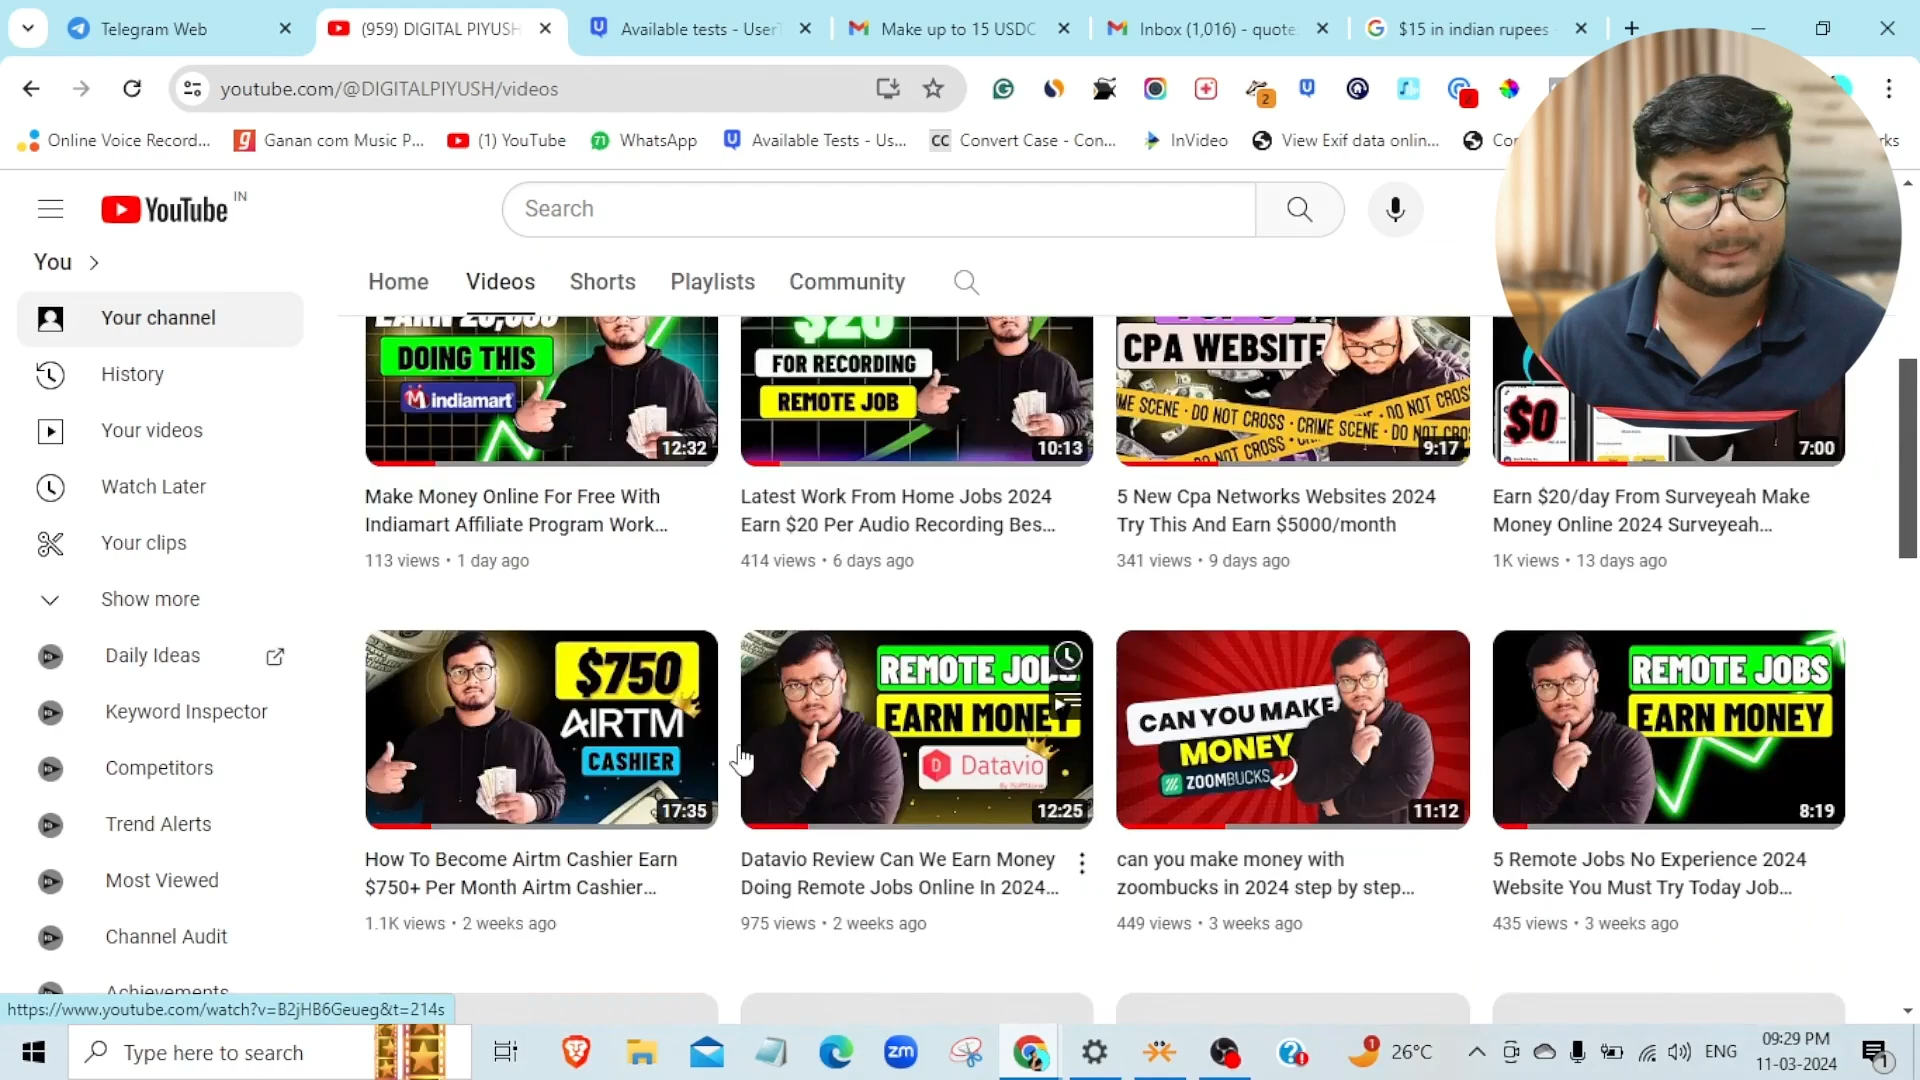 Telegram Web
(959) DIGITAL PIYUSH
Available tests - User
Make up to 15 USDC
Inbox (1,016) - quote
$15 in indian rupees
youtube.com/@DIGITALPIYUSH/videos
2
Online Voice Record...
Ganan com Music P...
(1) YouTube
71
WhatsApp
Available Tests - Us...
CC
Convert Case - Con...
InVideo
View Exif data onlin...
YouTube IN
Search
You
Home
Videos
Shorts
Playlists
Community
Your channel
History
Your videos
Watch Later
Your clips
Show more
Daily Ideas
Keyword Inspector
Competitors
Trend Alerts
Most Viewed
Channel Audit
Achievements
DOING THIS
indiamart
12:32
Make Money Online For Free With
Indiamart Affiliate Program Work...
113 views • 1 day ago
$20
FOR RECORDING
REMOTE JOB
10:13
Latest Work From Home Jobs 2024
Earn $20 Per Audio Recording Bes...
414 views • 6 days ago
CPA WEBSITE
CRIME SCENE · DO NOT CROSS · CRIME SCENE · DO NOT CROSS
9:17
5 New Cpa Networks Websites 2024
Try This And Earn $5000/month
341 views • 9 days ago
$0
7:00
Earn $20/day From Surveyeah Make
Money Online 2024 Surveyeah...
1K views • 13 days ago
$750
AIRTM
CASHIER
17:35
How To Become Airtm Cashier Earn
$750+ Per Month Airtm Cashier...
1.1K views • 2 weeks ago
REMOTE
EARN MONEY
Datavio
12:25
Datavio Review Can We Earn Money
Doing Remote Jobs Online In 2024...
975 views • 2 weeks ago
CAN YOU MAKE
MONEY
ZOOMBUCKS
11:12
can you make money with
zoombucks in 2024 step by step...
449 views • 3 weeks ago
REMOTE JOBS
EARN MONEY
8:19
5 Remote Jobs No Experience 2024
Website You Must Try Today Job...
435 views • 3 weeks ago
https://www.youtube.com/watch?v=B2jHB6Geueg&t=214s
Type here to search
zm
1
26°C
ENG
09:29 PM
11-03-2024
1